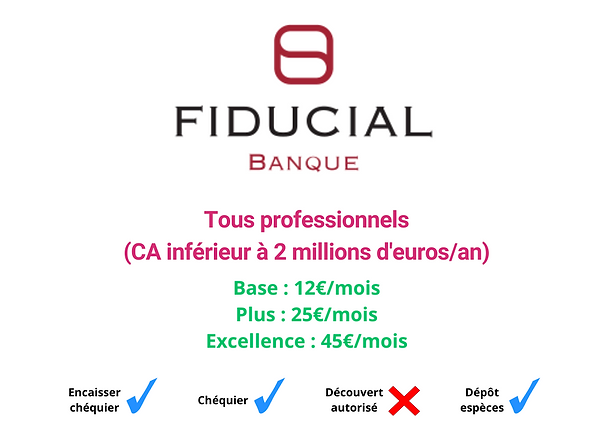 FIDUCIAL
BANQUE
Tous professionnels
(CA inférieur à 2 millions d'euros/an)
Base : 12€/mois
Plus : 25€/mois
Excellence : 45€/mois
Encaisser
chéquier
Chéquier
Découvert
autorisé
Dépôt
espèces